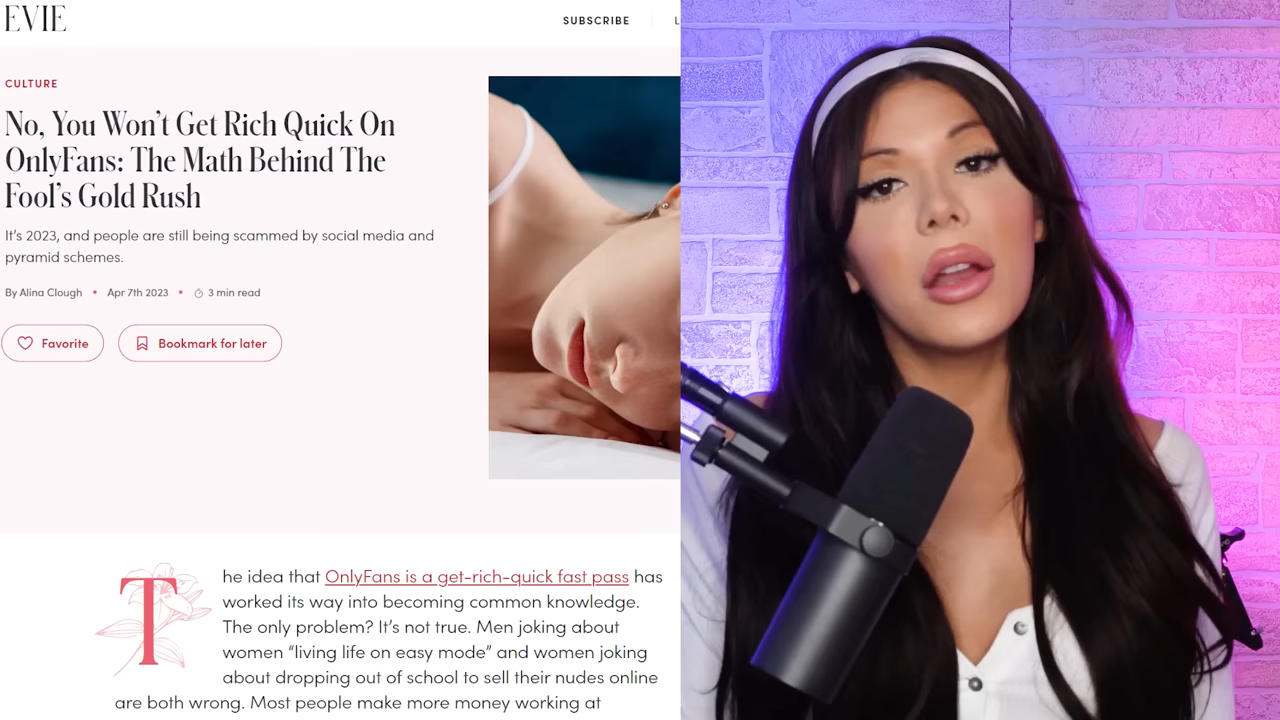 EVIE
SUBSCRIBE
CULTURE
No, You Won't Get Rich Quick On
OnlyFans: The Math Behind The
Fool's Gold Rush
It's 2023, and people are still being scammed by social media and
pyramid schemes.
By Alina Clough • Apr 7th 2023 • 3 min read
Favorite
Bookmark for later
The idea that OnlyFans is a get-rich-quick fast pass has
worked its way into becoming common knowledge.
The only problem? It's not true. Men joking about
women “living life on easy mode” and women joking
about dropping out of school to sell their nudes online
are both wrong. Most people make more money working at